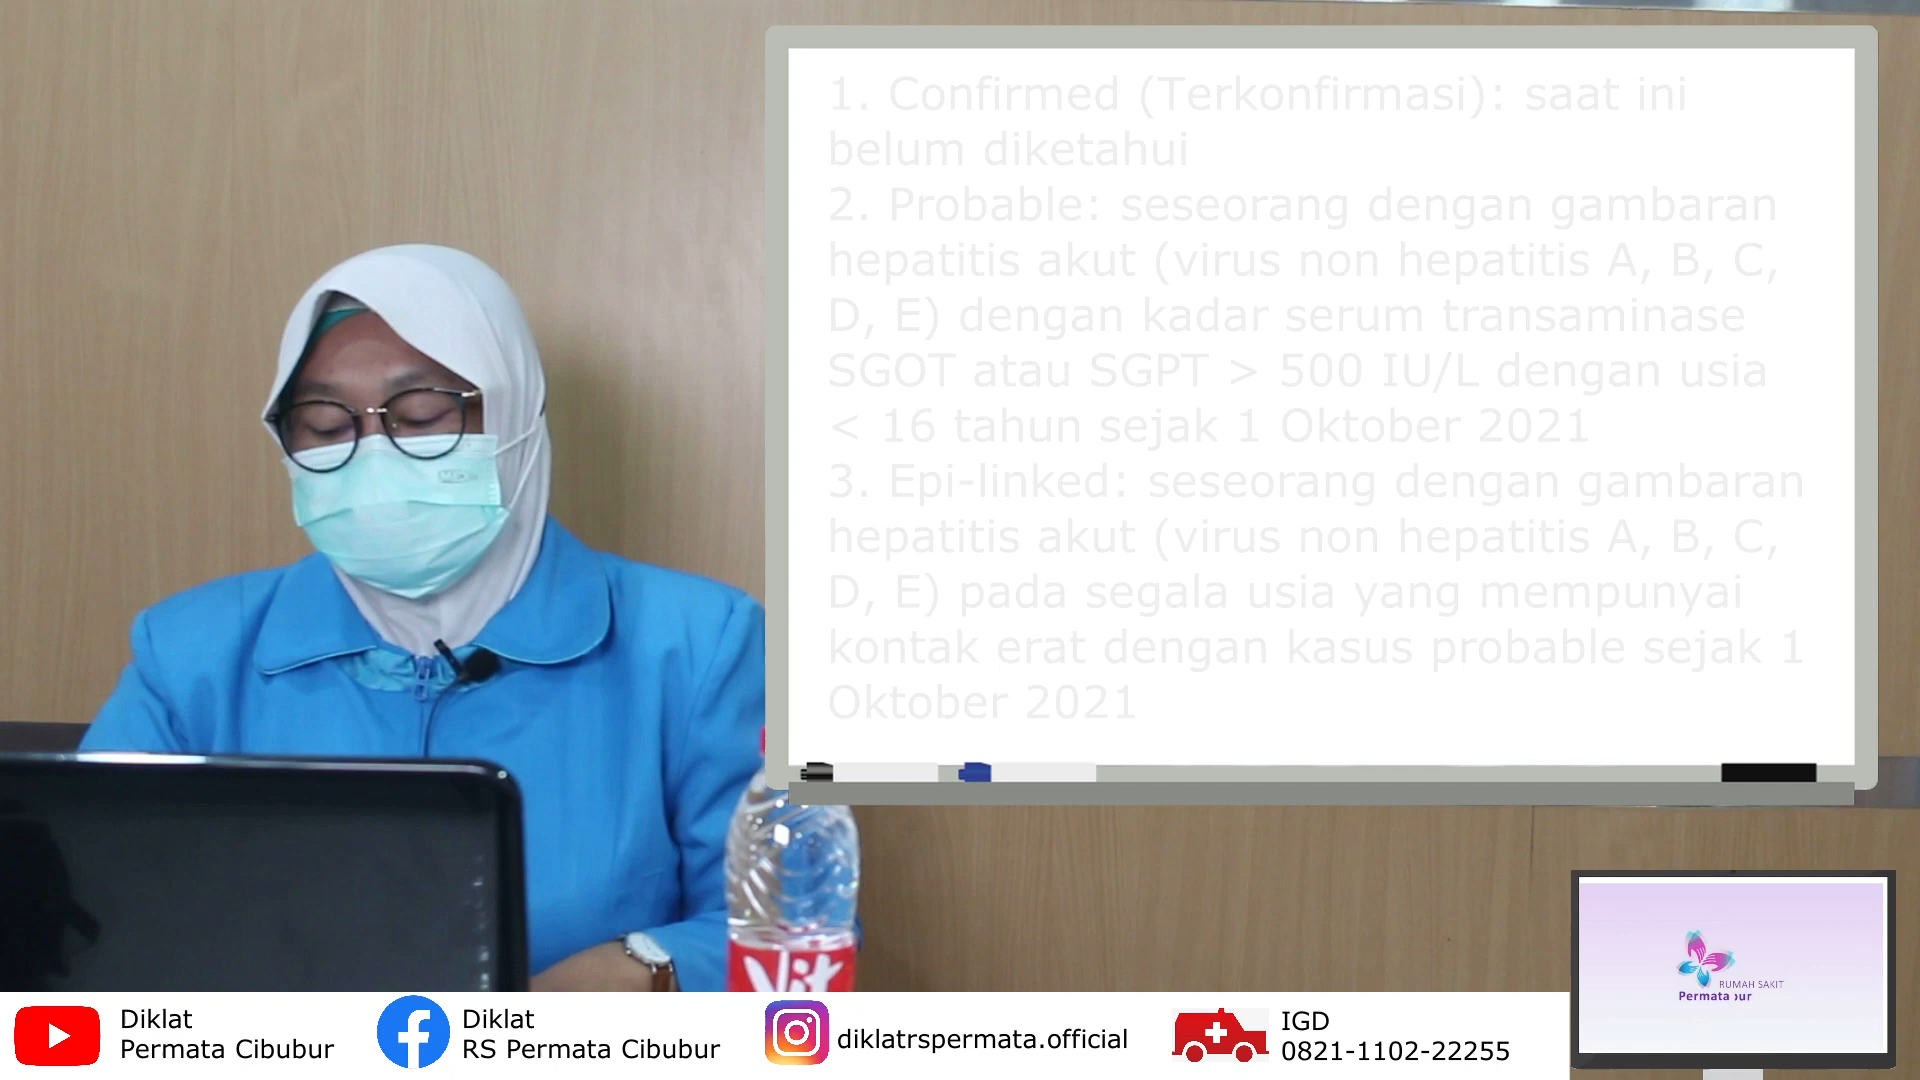 1. Confirmed (Terkonfirmasi): saat ini
belum diketahui
2. Probable: seseorang dengan gambaran
hepatitis akut (virus non hepatitis A, B, C,
D, E) dengan kadar serum transaminase
SGOT atau SGPT > 500 IU/L dengan usia
< 16 tahun sejak 1 Oktober 2021
3. Epi-linked: seseorang dengan gambaran
hepatitis akut (virus non hepatitis A, B, C,
D, E) pada segala usia yang mempunyai
kontak erat dengan kasus probable sejak 1
Oktober 2021
Vit
RUMAH SAKIT
Permata bur
Diklat
Permata Cibubur
Diklat
RS Permata Cibubur
diklatrspermata.official
IGD
0821-1102-22255